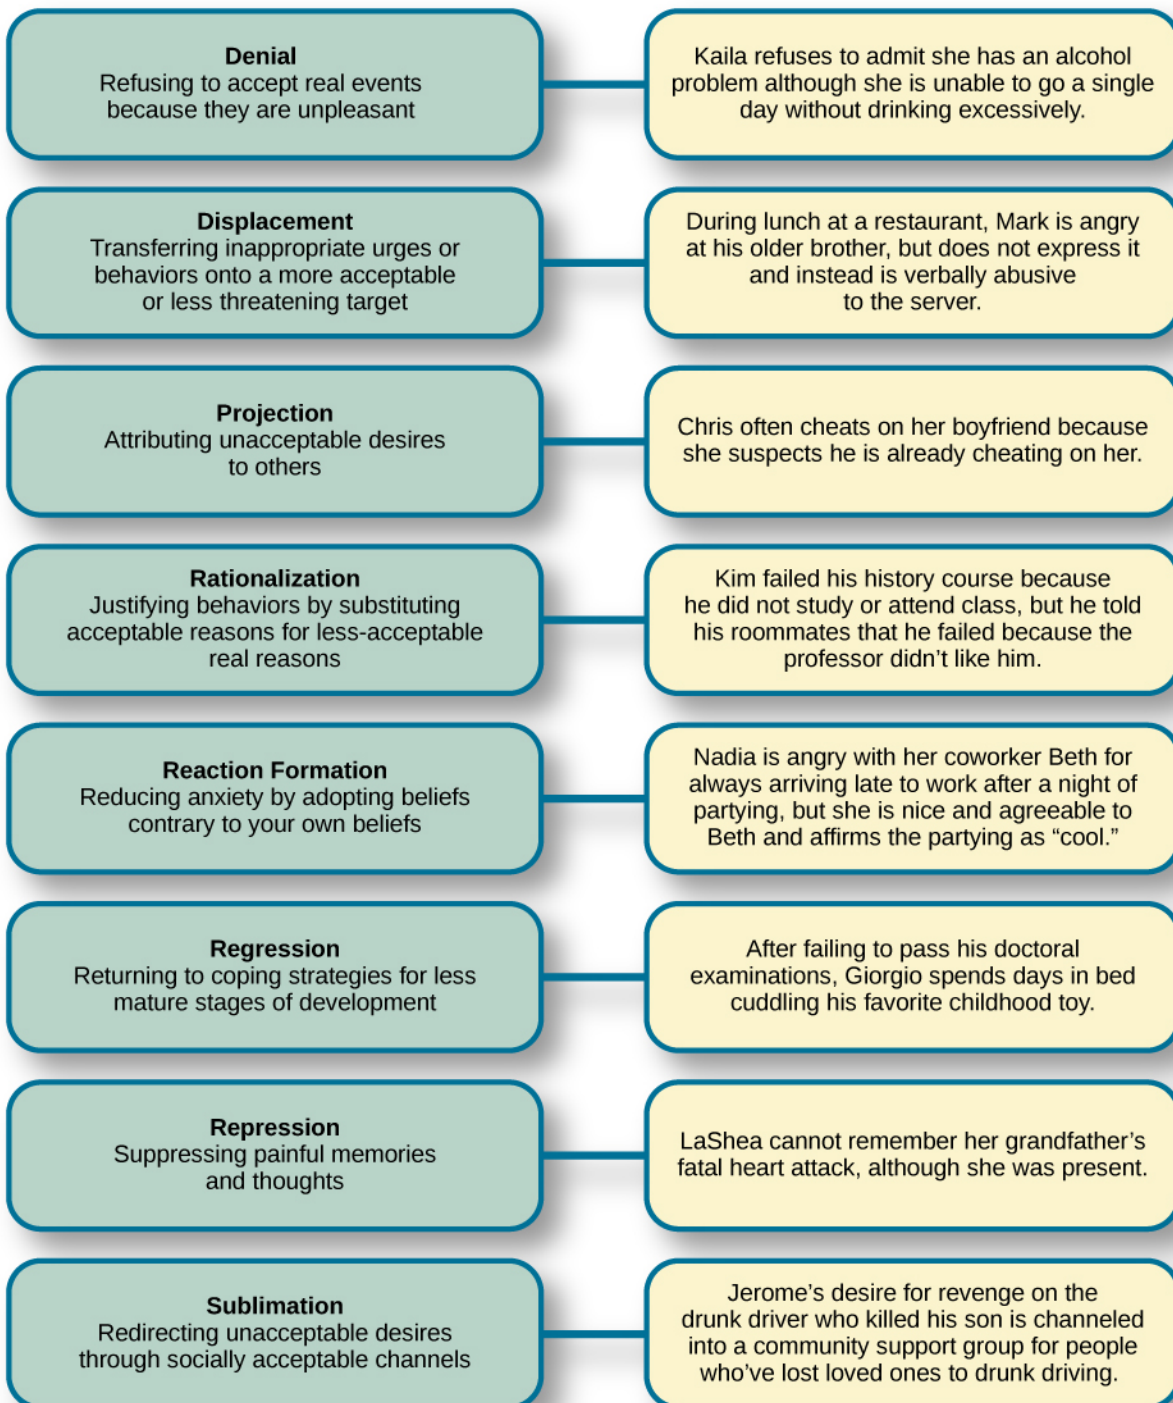 Denial
Refusing to accept real events
because they are unpleasant
Kaila refuses to admit she has an alcohol
problem although she is unable to go a single
day without drinking excessively.
Displacement
Transferring inappropriate urges or
behaviors onto a more acceptable
or less threatening target
During lunch at a restaurant, Mark is angry
at his older brother, but does not express it
and instead is verbally abusive
to the server.
Projection
Attributing unacceptable desires
to others
Chris often cheats on her boyfriend because
she suspects he is already cheating on her.
Rationalization
Justifying behaviors by substituting
acceptable reasons for less-acceptable
real reasons
Kim failed his history course because
he did not study or attend class, but he told
his roommates that he failed because the
professor didn’t like him.
Reaction Formation
Reducing anxiety by adopting beliefs
contrary to your own beliefs
Nadia is angry with her coworker Beth for
always arriving late to work after a night of
partying, but she is nice and agreeable to
Beth and affirms the partying as “cool.”
Regression
Returning to coping strategies for less
mature stages of development
After failing to pass his doctoral
examinations, Giorgio spends days in bed
cuddling his favorite childhood toy.
Repression
Suppressing painful memories
and thoughts
LaShea cannot remember her grandfather’s
fatal heart attack, although she was present.
Sublimation
Redirecting unacceptable desires
through socially acceptable channels
Jerome’s desire for revenge on the
drunk driver who killed his son is channeled
into a community support group for people
who’ve lost loved ones to drunk driving.